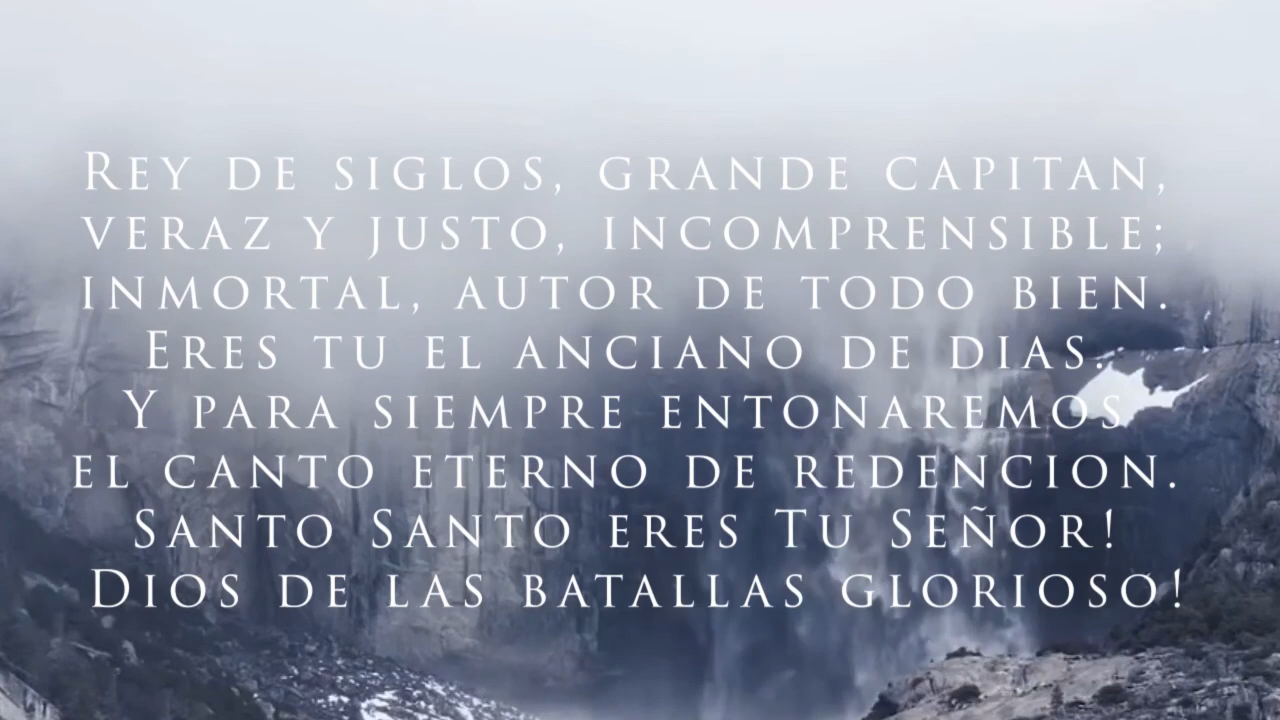 Rey de siglos, grande capitan,
veraz y justo, incomprensible;
inmortal, autor de todo bien.
Eres tu el anciano de dias.
Y para siempre entonaremos
el canto eterno de redencion.
Santo Santo eres Tu Señor!
Dios de las batallas glorioso!